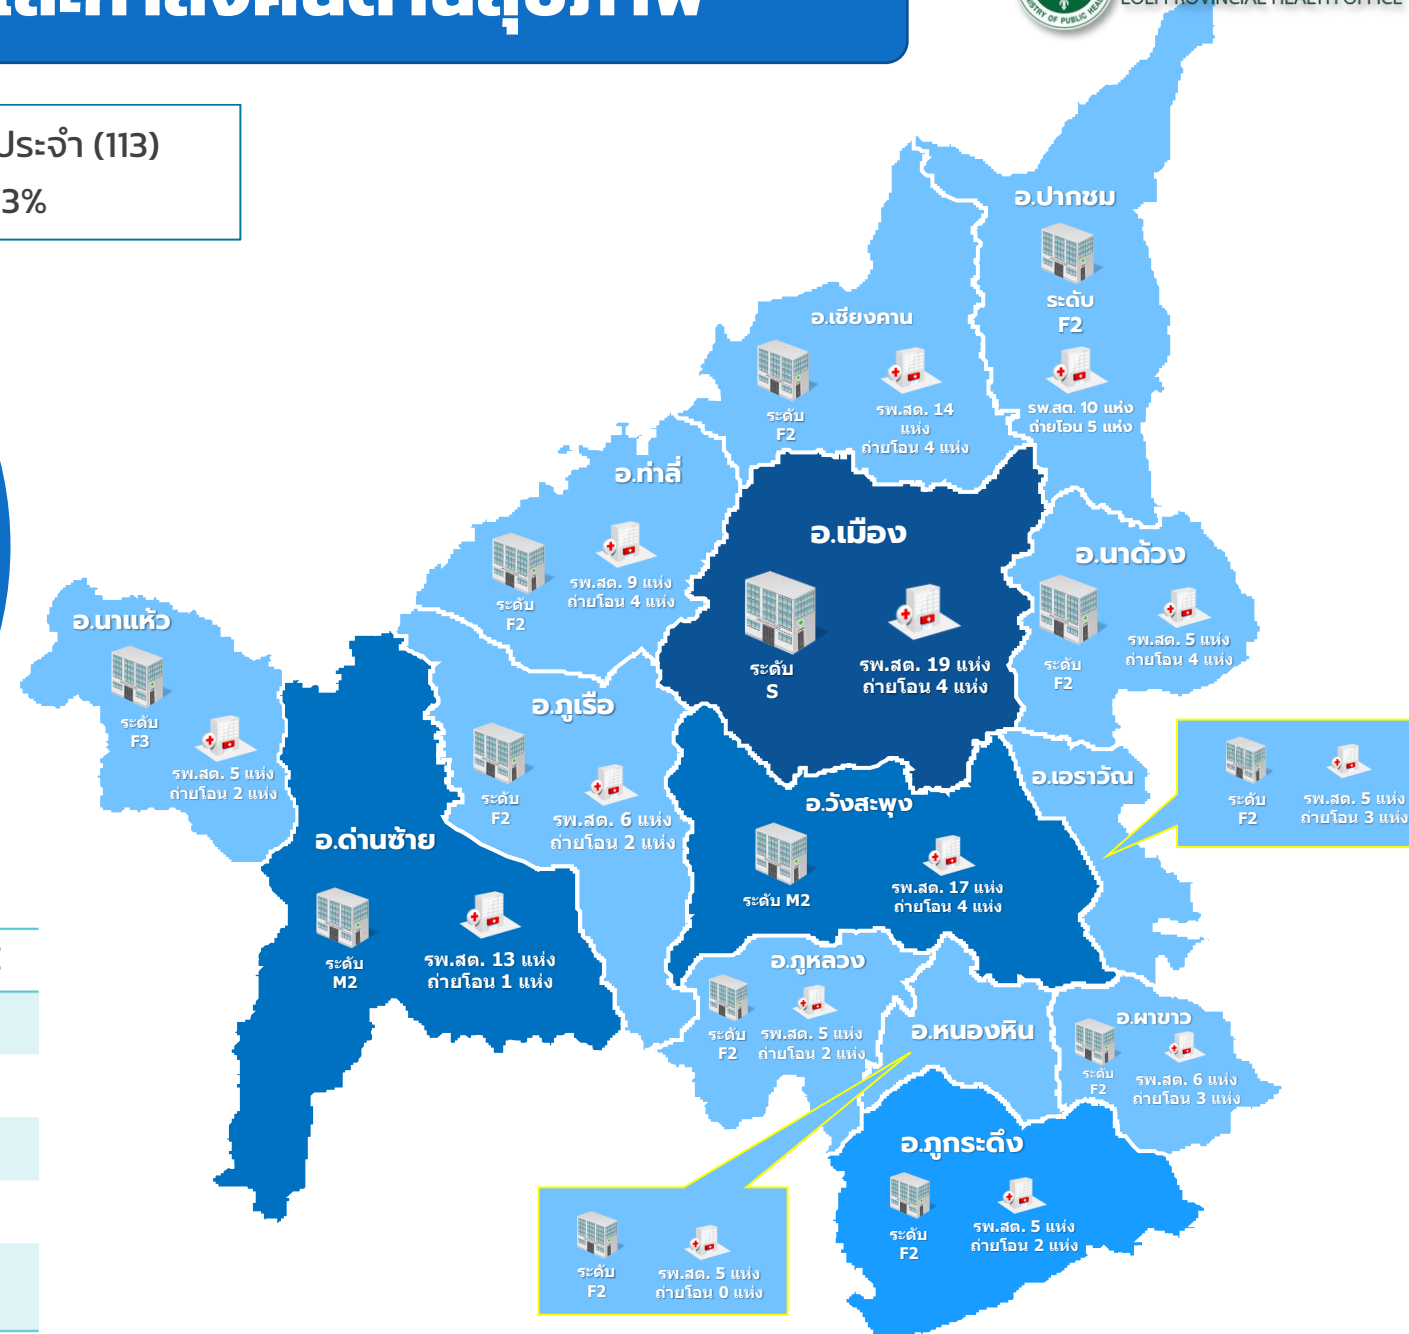 และกำลังคนด้านสุขภาพ
LOEI PROVINCIAL HEALTH OFFICE
ประจำ (113)
3%
อ.ปากชม
ระดับ
F2
รพ.สต. 10 แห่ง
ถ่ายโอน 5 แห่ง
อ.เชียงคาน
ระดับ
F2
รพ.สต. 14
แห่ง
ถ่ายโอน 4 แห่ง
อ.ท่าลี่
ระดับ
F2
รพ.สต. 9 แห่ง
ถ่ายโอน 4 แห่ง
อ.เมือง
ระดับ
S
รพ.สต. 19 แห่ง
ถ่ายโอน 4 แห่ง
อ.นาด้วง
ระดับ
F2
รพ.สต. 5 แห่ง
ถ่ายโอน 4 แห่ง
อ.นาแห้ว
ระดับ
F3
รพ.สต. 5 แห่ง
ถ่ายโอน 2 แห่ง
อ.ภูเรือ
ระดับ
F2
รพ.สต. 6 แห่ง
ถ่ายโอน 2 แห่ง
อ.เอราวัณ
ระดับ
F2
รพ.สต. 5 แห่ง
ถ่ายโอน 3 แห่ง
อ.วังสะพุง
ระดับ M2
รพ.สต. 17 แห่ง
ถ่ายโอน 4 แห่ง
อ.ด่านซ้าย
ระดับ
M2
รพ.สต. 13 แห่ง
ถ่ายโอน 1 แห่ง
อ.ภูหลวง
ระดับ
F2
รพ.สต. 5 แห่ง
ถ่ายโอน 2 แห่ง
อ.หนองหิน
ระดับ
F2
รพ.สต. 5 แห่ง
ถ่ายโอน 0 แห่ง
อ.ผาขาว
ระดับ
F2
รพ.สต. 6 แห่ง
ถ่ายโอน 3 แห่ง
อ.ภูกระดึง
ระดับ
F2
รพ.สต. 5 แห่ง
ถ่ายโอน 2 แห่ง